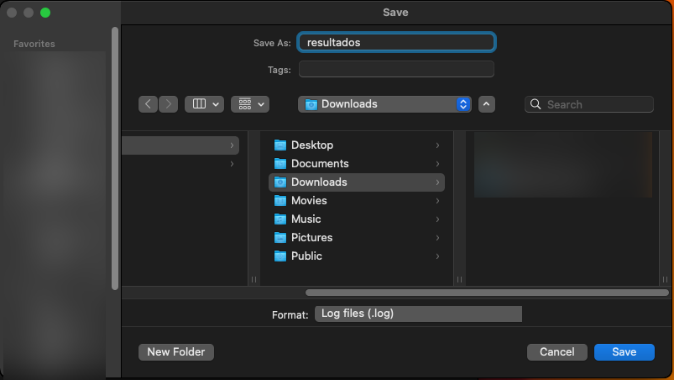 Save
Favorites
Save As: resultados
Tags:
Downloads
Search
Desktop
Documents
Downloads
Movies
Music
Pictures
Public
Format: Log files (.log)
New Folder
Cancel
Save